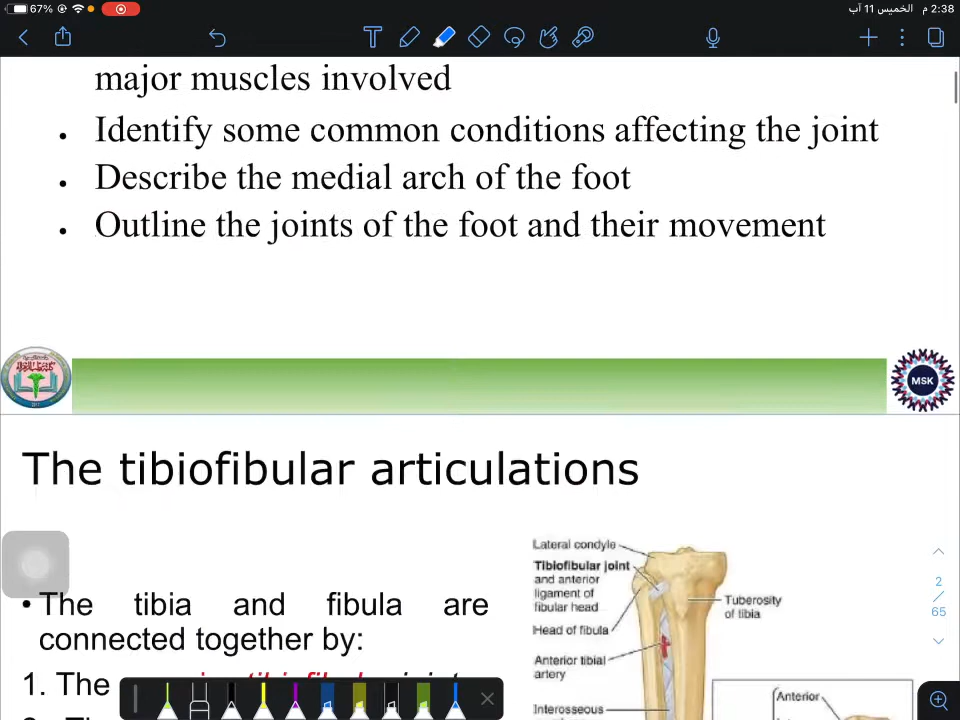 67%
2:38 م الخميس 11 آب
major muscles involved
• Identify some common conditions affecting the joint
• Describe the medial arch of the foot
• Outline the joints of the foot and their movement
MSK
The tibiofibular articulations
• The tibia and fibula are
connected together by:
1. The
Lateral condyle
Tibiofibular joint
and anterior
ligament of
fibular head
Head of fibula
Anterior tibial
artery
Interosseous
Tuberosity
of tibia
Anterior
2
/
65